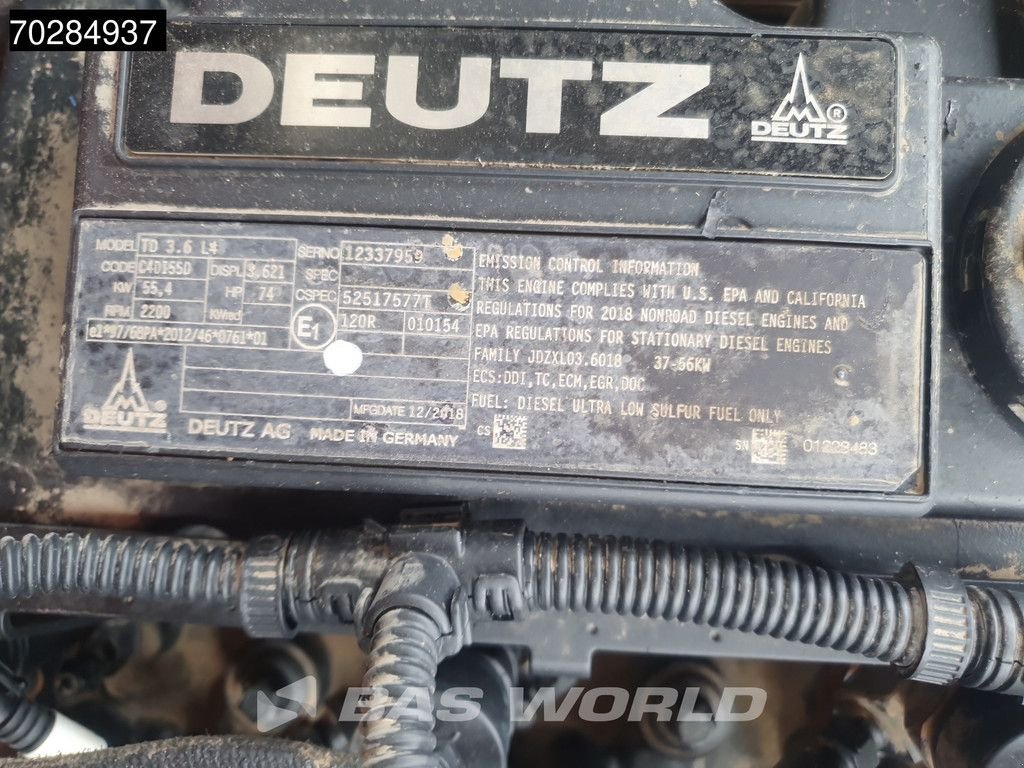 70284937
DEUTZ
DEUTZ ®
MODEL TD 3.6 L4 SERNO 12337959
CODE C4DI55D DISPL 3,621 SPEC
KW 55,4 HP 74 CSPEC 52517577T
RPM 2200 KWred E1 120R 010154
e1*97/68PA*2012/46*0761*01
MFGDATE 12/2018
DEUTZ DEUTZ AG MADE IN GERMANY
EMISSION CONTROL INFORMATION
THIS ENGINE COMPLIES WITH U.S. EPA AND CALIFORNIA
REGULATIONS FOR 2018 NONROAD DIESEL ENGINES AND
EPA REGULATIONS FOR STATIONARY DIESEL ENGINES
FAMILY JDZXL03.6018 37-56KW
ECS:DDI,TC,ECM,EGR,DOC
FUEL: DIESEL ULTRA LOW SULFUR FUEL ONLY
CS SN 01229483
BAS WORLD